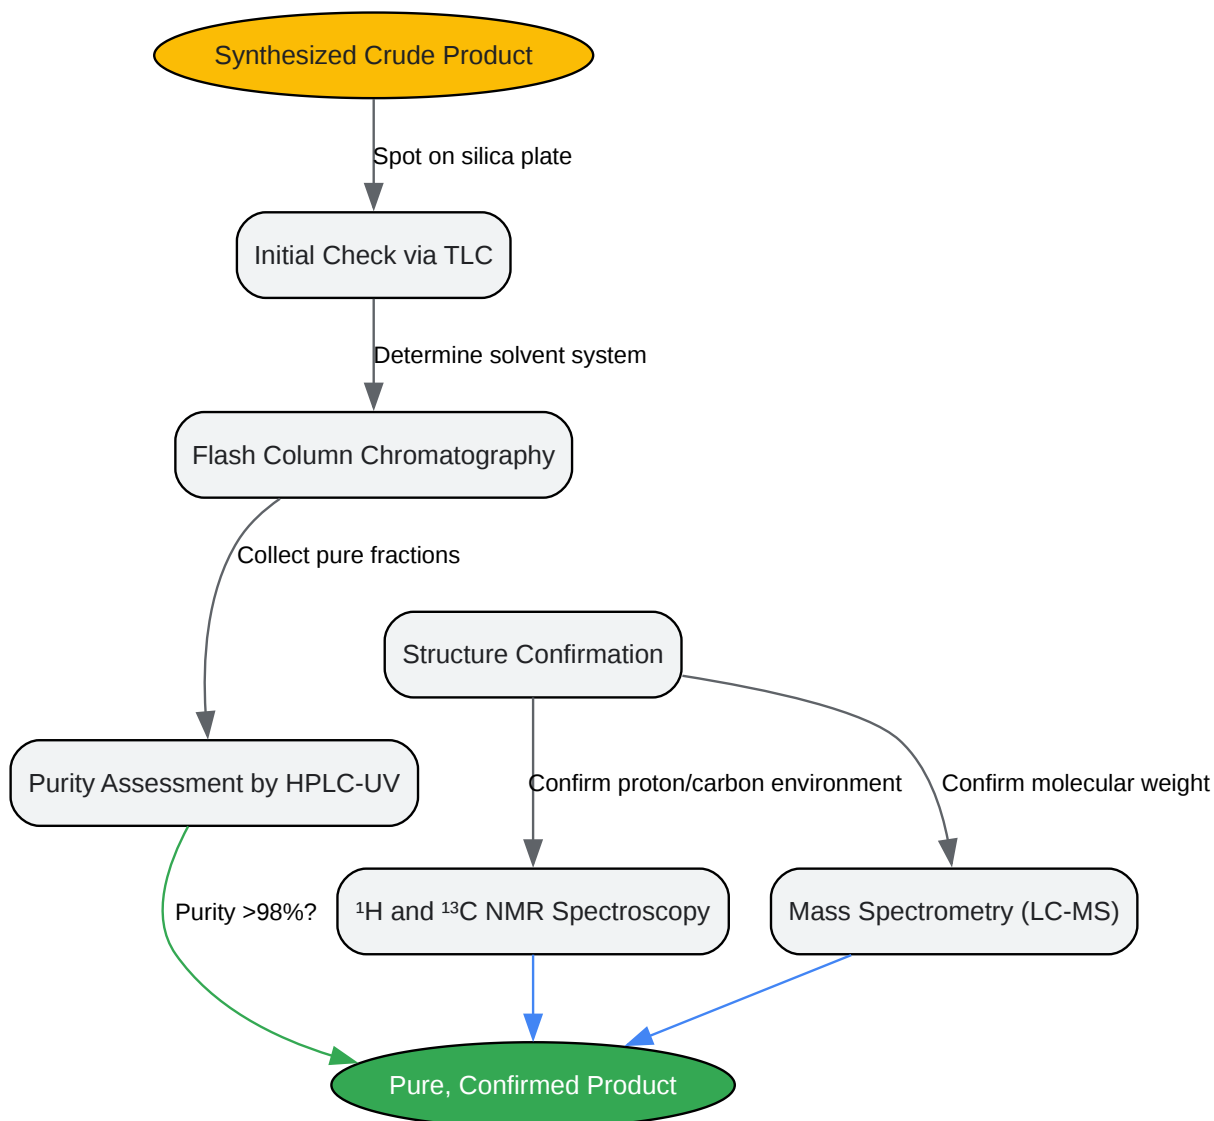 Synthesized Crude Product
Spot on silica plate
Initial Check via TLC
Determine solvent system
Flash Column Chromatography
Collect pure fractions
Structure Confirmation
Purity Assessment by HPLC-UV
Confirm proton/carbon environment
Confirm molecular weight
Purity >98%?
¹H and ¹³C NMR Spectroscopy
Mass Spectrometry (LC-MS)
Pure, Confirmed Product